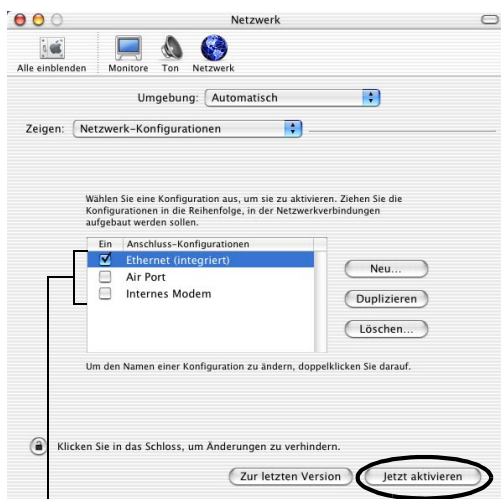 Netzwerk
Alle einblenden Monitore Ton Netzwerk
Umgebung: Automatisch
Zeigen: Netzwerk-Konfigurationen
Wählen Sie eine Konfiguration aus, um sie zu aktivieren. Ziehen Sie die
Konfigurationen in die Reihenfolge, in der Netzwerkverbindungen
aufgebaut werden sollen.
Ein Anschluss-Konfigurationen
Ethernet (integriert)
Air Port
Internes Modem
Neu...
Duplizieren
Löschen...
Um den Namen einer Konfiguration zu ändern, doppelklicken Sie darauf.
Klicken Sie in das Schloss, um Änderungen zu verhindern.
Zur letzten Version Jetzt aktivieren